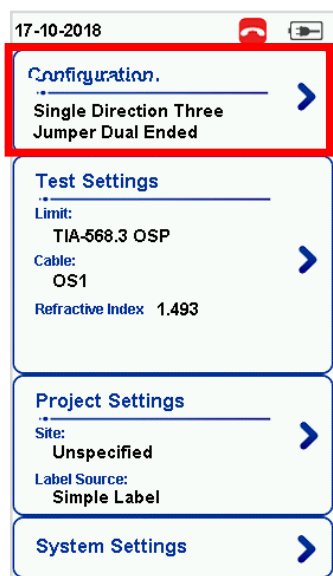 17-10-2018
Configuration.
Single Direction Three
Jumper Dual Ended
Test Settings
Limit:
TIA-568.3 OSP
Cable:
OS1
Refractive Index 1.493
Project Settings
Site:
Unspecified
Label Source:
Simple Label
System Settings